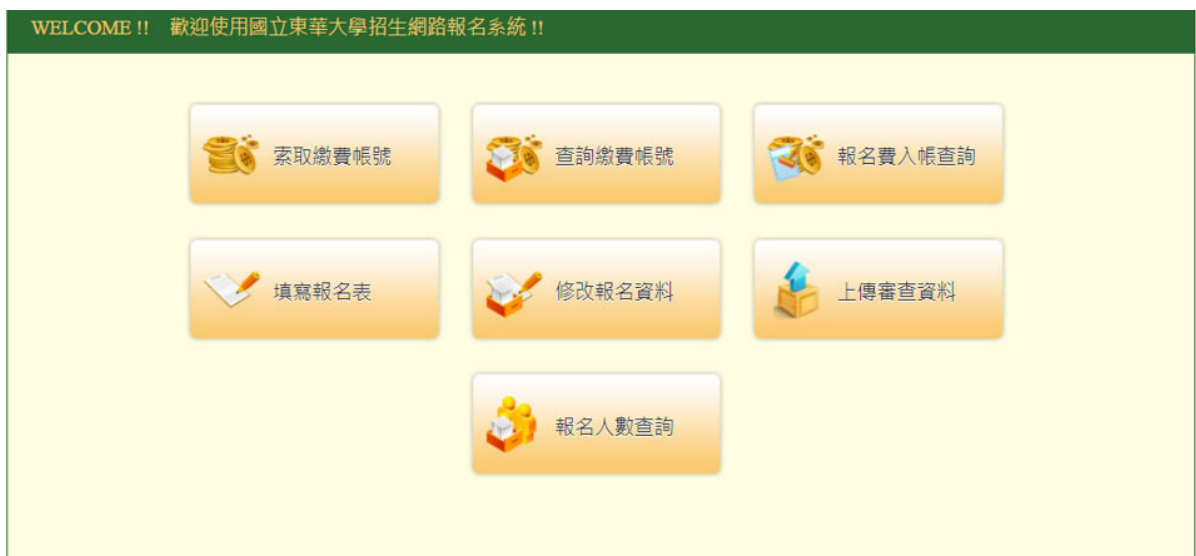 WELCOME !! 歡迎使用國立東華大學招生網路報名系統 !!
索取繳費帳號
查詢繳費帳號
報名費入帳查詢
填寫報名表
修改報名資料
上傳審查資料
報名人數查詢